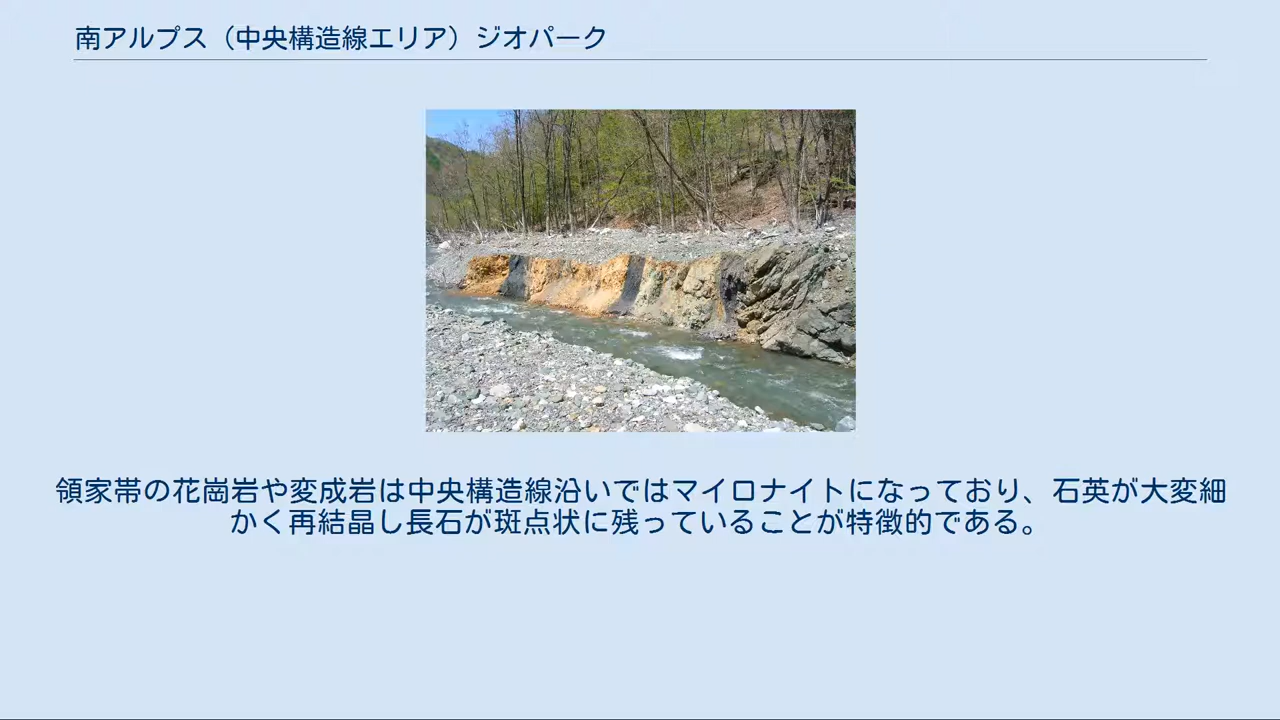 南アルプス（中央構造線エリア）ジオパーク
領家帯の花崗岩や変成岩は中央構造線沿いではマイロナイトになっており、石英が大変細
かく再結晶し長石が斑点状に残っていることが特徴的である。